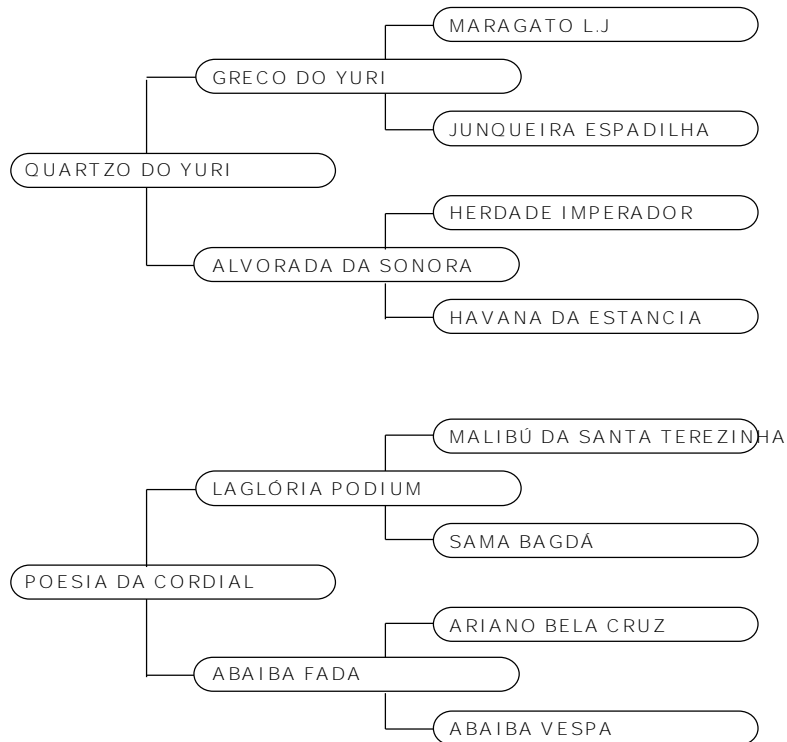 MARAGATO L.J
GRECO DO YURI
JUNQUEIRA ESPADILHA
QUARTZO DO YURI
HERDADE IMPERADOR
ALVORADA DA SONORA
HAVANA DA ESTANCIA
MALIBÚ DA SANTA TEREZINHA
LAGLÓRIA PODIUM
SAMA BAGDÁ
POESIA DA CORDIAL
ARIANO BELA CRUZ
ABAIBA FADA
ABAIBA VESPA